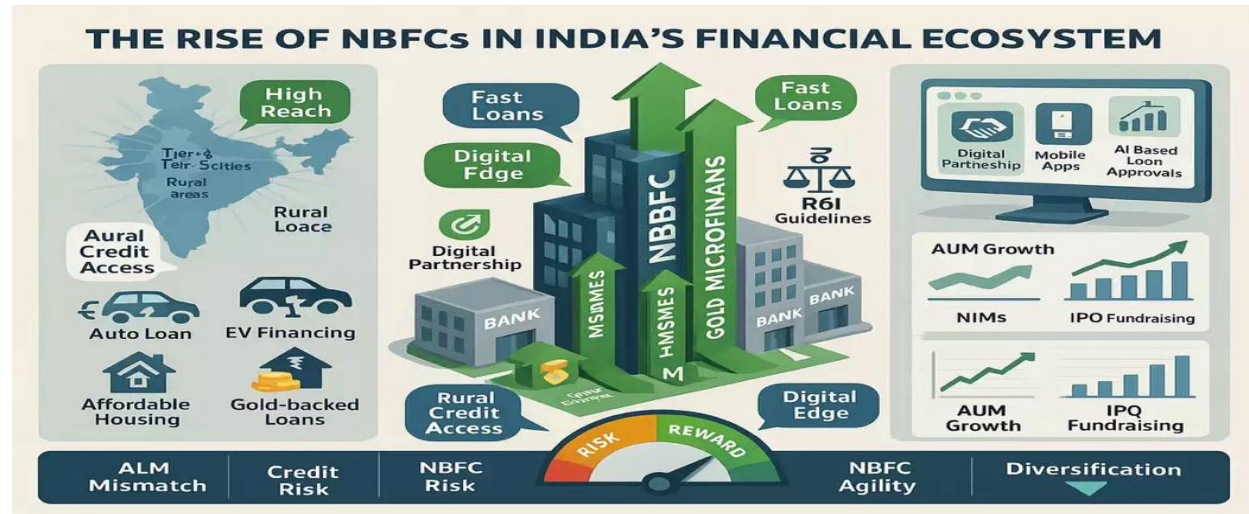 THE RISE OF NBFCs IN INDIA'S FINANCIAL ECOSYSTEM
High
Reach
Rural
areas
Rural
Loace
Aural
Credit
Access
Auto Loan
EV Financing
Affordable
Housing
Gold-backed
Loans
Fast
Loans
Digital
Fdge
Digital
Partnership
Fast
Loans
R6I
Guidelines
NBBFC
GOLD MICROFINANS
HMSMES
M
BANK
BANK
BANK
Rural
Credit
Access
Digital
Edge
RISK
REWARD
Digital
Partneship
Mobile
Apps
AI Based
Loon
Approvals
AUM Growth
NIMs
IPO Fundraising
AUM
Growth
IPQ
Fundraising
ALM
Mismatch
Credit
Risk
NBFC
Risk
NBFC
Agility
Diversification